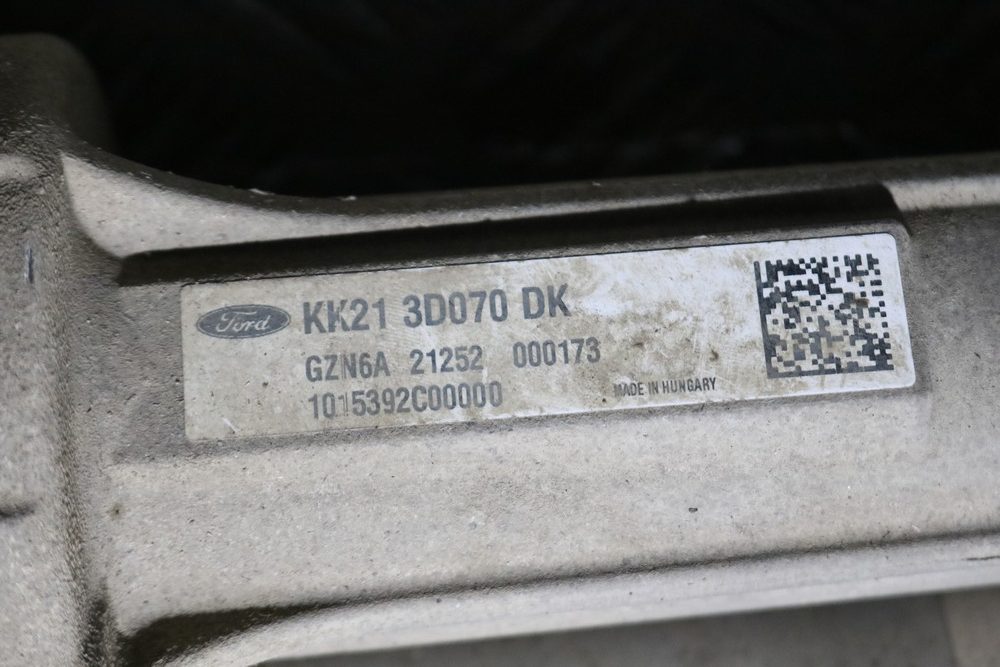 Ford KK21 3D070 DK
GZN6A 21252 000173
1015392C00000
MADE IN HUNGARY